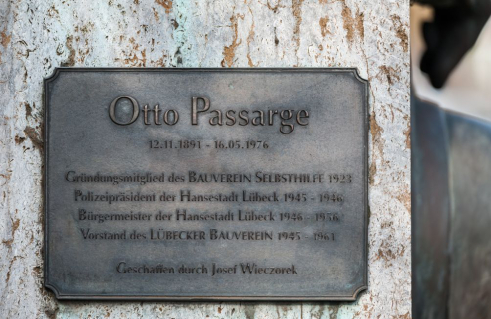 Otto Passarge
12.11.1891 - 16.05.1976
Gründungsmitglied des BAUVEREIN SELBSTHILFE 1923
Polizeipräsident der Hansestadt Lübeck 1945 - 1946
Bürgermeister der Hansestadt Lübeck 1946 - 1956
Vorstand des LÜBECKER BAUVEREIN 1945 - 1961
Geschaffen durch Josef Wieczorek